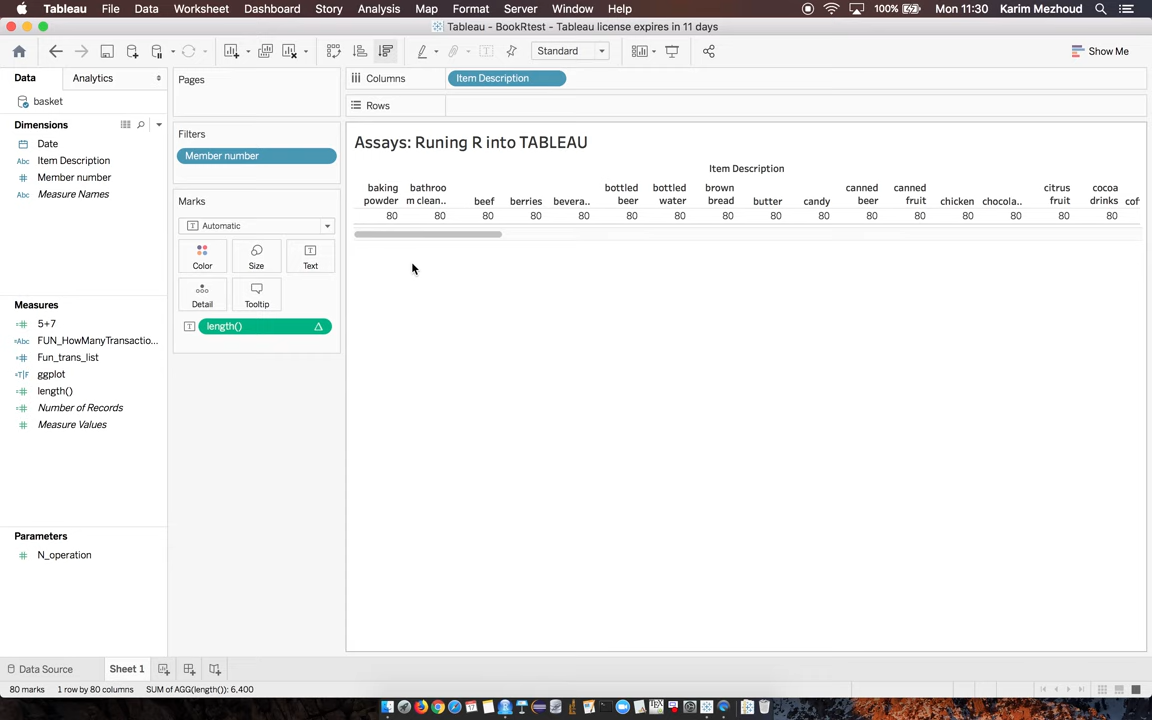 Tableau File Data Worksheet Dashboard Story Analysis Map Format Server Window Help 100% Mon 11:30 Karim Mezhoud
Tableau - BookRtest - Tableau license expires in 11 days
Standard Show Me
Data Analytics
basket
Dimensions
Date
Abc Item Description
Member number
Abc Measure Names
Measures
5+7
=Abc FUN_HowManyTransactio...
Fun_trans_list
=T|F ggplot
length()
Number of Records
Measure Values
Parameters
N_operation
Pages
Filters
Member number
Marks
Automatic
Color Size Text
Detail Tooltip
length()
Columns Item Description
Rows
Assays: Runing R into TABLEAU
Item Description
baking bathroo bottled bottled brown canned canned citrus cocoa
powder m clean.. beef berries bevera.. beer water bread butter candy beer fruit chicken chocola.. fruit drinks cof
80 80 80 80 80 80 80 80 80 80 80 80 80 80 80 80
Data Source Sheet 1
80 marks 1 row by 80 columns SUM of AGG(length()): 6,400